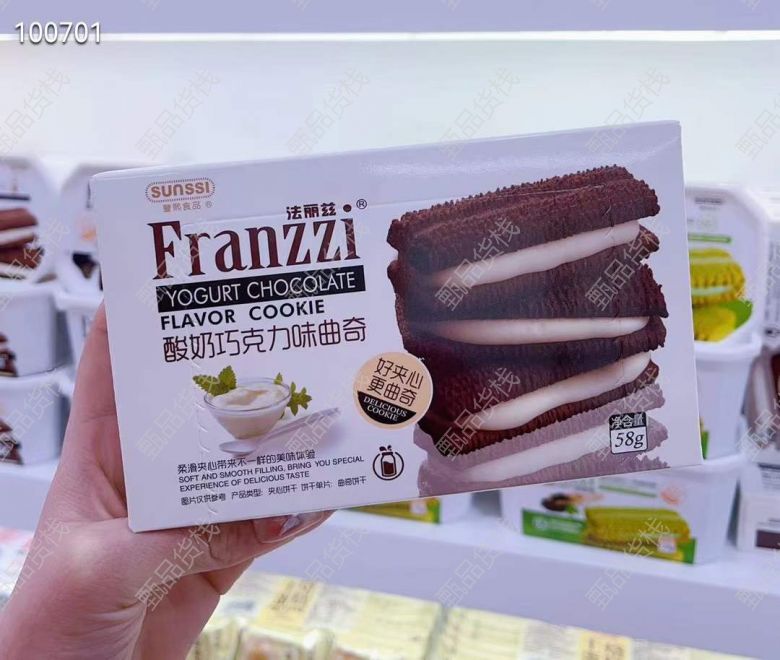 100701
SUNSSI
豐熙食品 ®
法丽兹
Franzzi®
YOGURT CHOCOLATE
FLAVOR COOKIE
酸奶巧克力味曲奇
好夹心
更曲奇
DELICIOUS
COOKIE
柔滑夹心带来不一样的美味体验
SOFT AND SMOOTH FILLING, BRING YOU SPECIAL
EXPERIENCE OF DELICIOUS TASTE
图片仅供参考 产品类型：夹心饼干 饼干单片：曲奇饼干
净含量
58g
甄品货栈